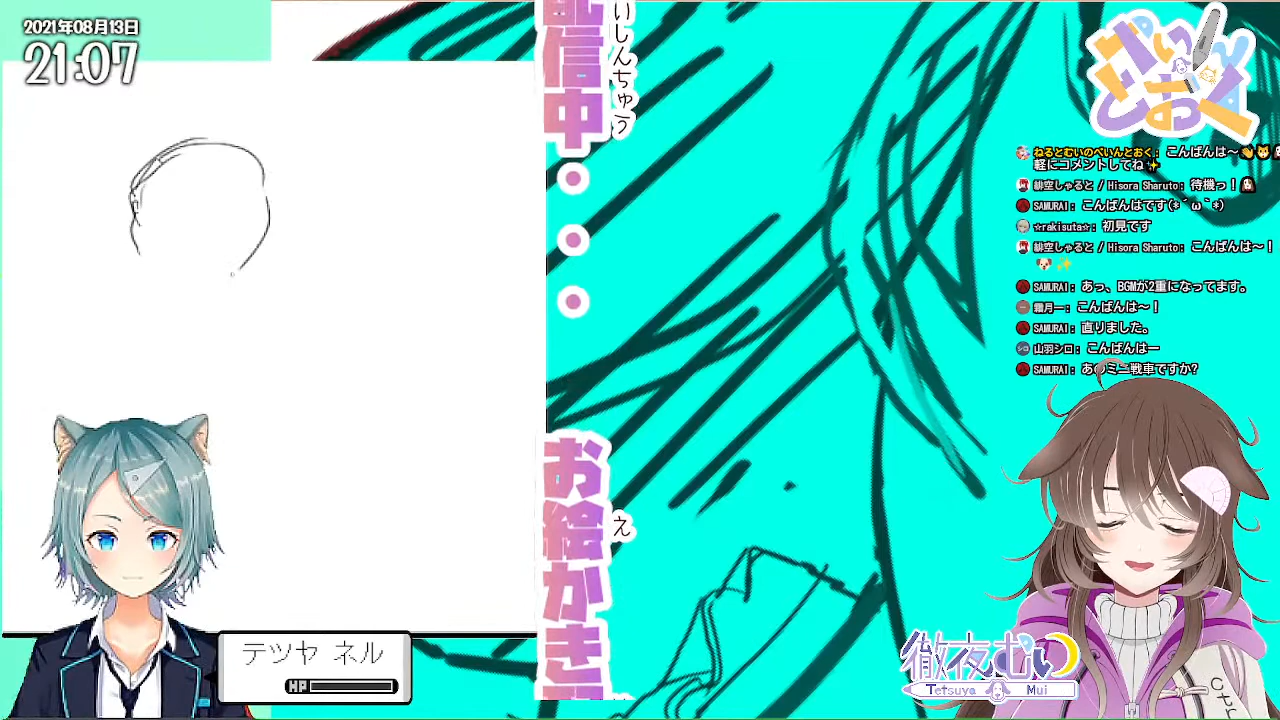 2021年08月13日
21:07
配信中
いしんちゅう
お絵かき
え
ぺいんとおく
ねるとむいのぺいんとおく: こんばんは～
軽にコメントしてね✨
緋空しゃると / Hisora Sharuto: 待機っ！
SAMURAI: こんばんはです(*´ω`*)
☆rakisuta☆: 初見です
緋空しゃると / Hisora Sharuto: こんばんは～！
SAMURAI: あっ、BGMが2重になってます。
霜月一: こんばんは～！
SAMURAI: 直りました。
山羽シロ: こんばんはー
SAMURAI: あのミニ戦車ですか?
テツヤ ネル
HP
徹夜むい
Tetsuya Mui